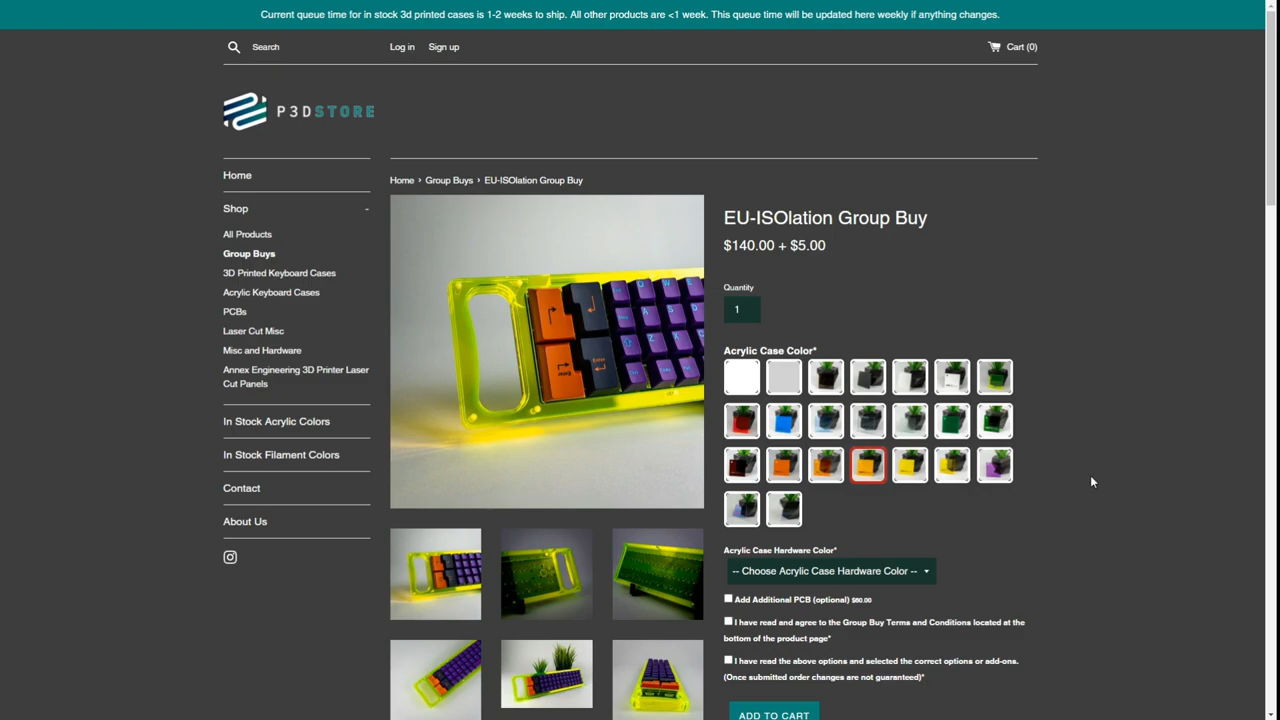 Current queue time for in stock 3d printed cases is 1-2 weeks to ship. All other products are <1 week. This queue time will be updated here weekly if anything changes.
Search
Log in
Sign up
Cart (0)
P3DSTORE
Home
Shop
-
All Products
Group Buys
3D Printed Keyboard Cases
Acrylic Keyboard Cases
PCBs
Laser Cut Misc
Misc and Hardware
Annex Engineering 3D Printer Laser
Cut Panels
In Stock Acrylic Colors
In Stock Filament Colors
Contact
About Us
Home › Group Buys › EU-ISOlation Group Buy
EU-ISOlation Group Buy
$140.00 + $5.00
Quantity
1
Acrylic Case Color*
Acrylic Case Hardware Color*
-- Choose Acrylic Case Hardware Color --
Add Additional PCB (optional) $60.00
I have read and agree to the Group Buy Terms and Conditions located at the
bottom of the product page*
I have read the above options and selected the correct options or add-ons.
(Once submitted order changes are not guaranteed)*
ADD TO CART